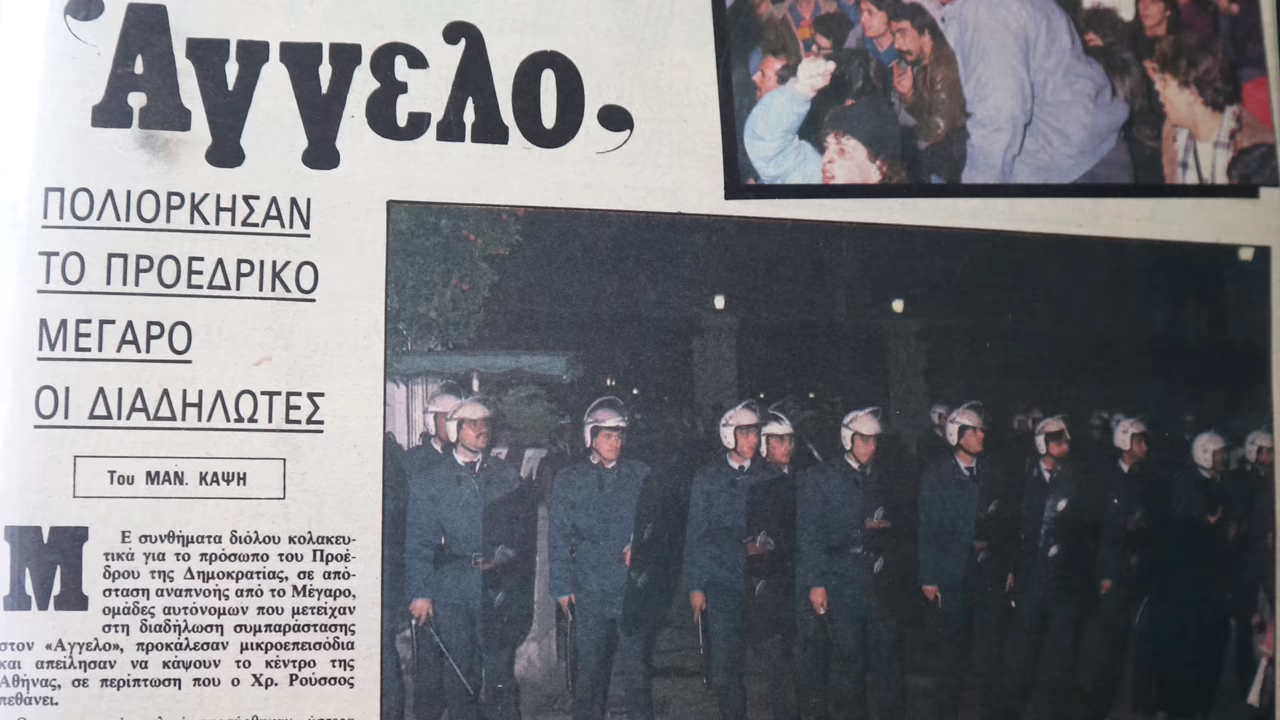 ‘Αγγελο,
ΠΟΛΙΟΡΚΗΣΑΝ
ΤΟ ΠΡΟΕΔΡΙΚΟ
ΜΕΓΑΡΟ
ΟΙ ΔΙΑΔΗΛΩΤΕΣ
Του ΜΑΝ. ΚΑΨΗ
ΜΕ συνθήματα διόλου κολακευ-
τικά για το πρόσωπο του Προέ-
δρου της Δημοκρατίας, σε από-
σταση αναπνοής από το Μέγαρο,
ομάδες αυτόνομων που μετείχαν
στη διαδήλωση συμπαράστασης
στον «Αγγελο», προκάλεσαν μικροεπεισόδια
και απείλησαν να κάψουν το κέντρο της
Αθήνας, σε περίπτωση που ο Χρ. Ρούσσος
πεθάνει.